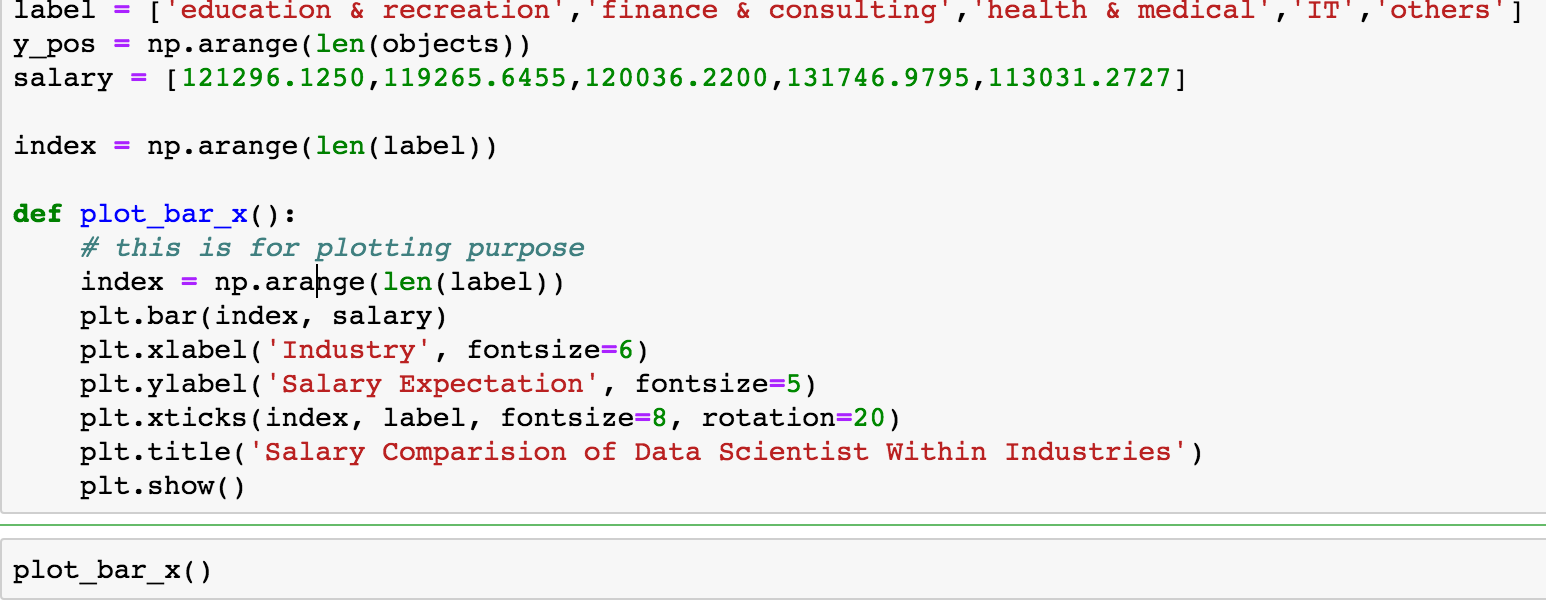 label = ['education & recreation','finance & consulting','health & medical','IT','others']
y_pos = np.arange(len(objects))
salary = [121296.1250,119265.6455,120036.2200,131746.9795,113031.2727]
index = np.arange(len(label))
def plot_bar_x():
    # this is for plotting purpose
    index = np.arange(len(label))
    plt.bar(index, salary)
    plt.xlabel('Industry', fontsize=6)
    plt.ylabel('Salary Expectation', fontsize=5)
    plt.xticks(index, label, fontsize=8, rotation=20)
    plt.title('Salary Comparision of Data Scientist Within Industries')
    plt.show()
plot_bar_x()